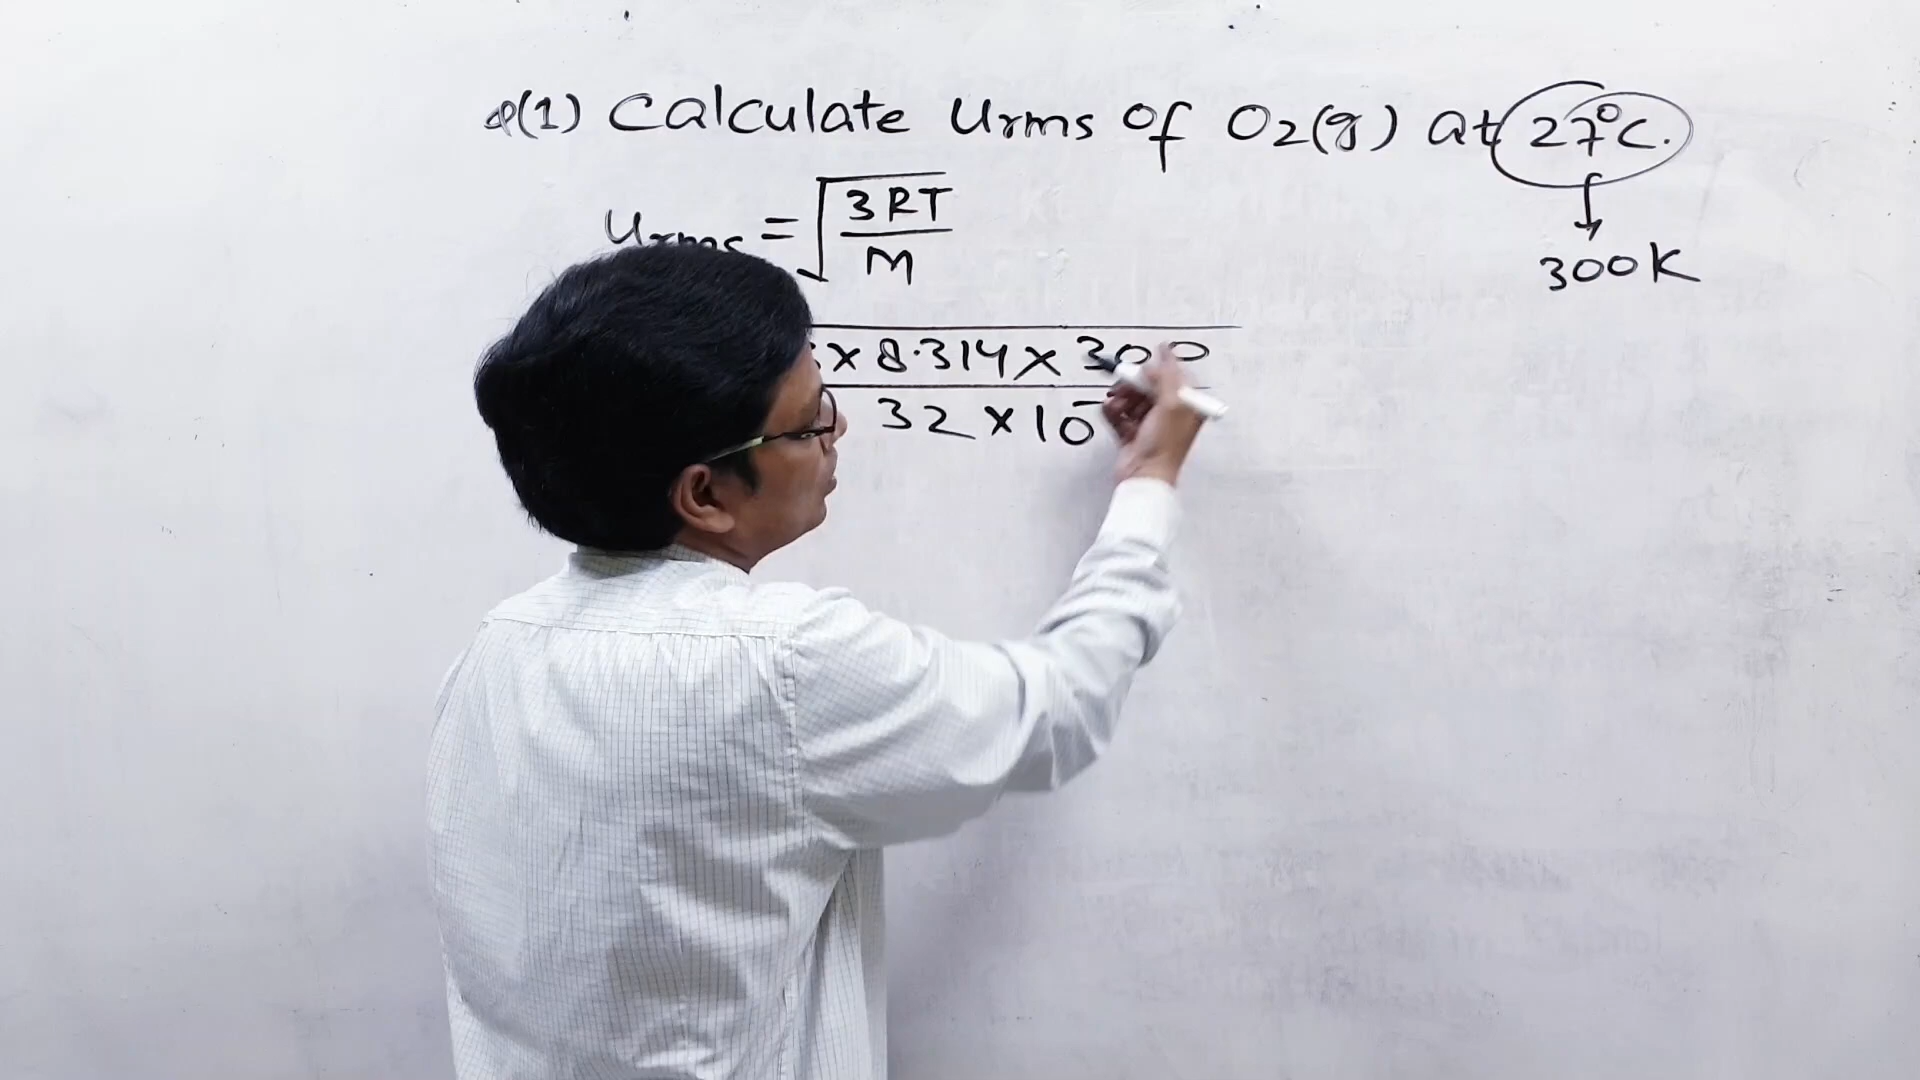 Q(1) Calculate Urms of O2(g) at 27°C.
Urms = √3RT/M
300K
x 8.314 x 300
32 x 10⁻